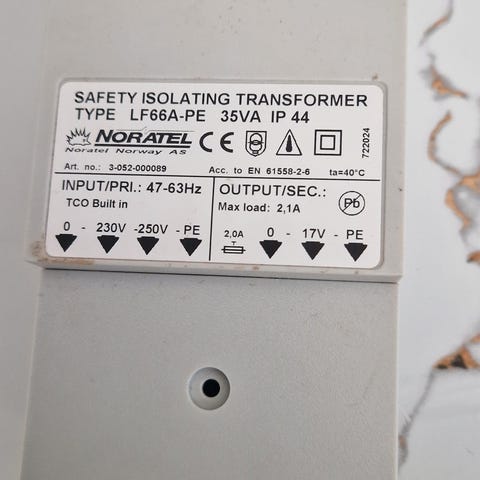 SAFETY ISOLATING TRANSFORMER
TYPE LF66A-PE 35VA IP 44
NORATEL
Noratel Norway AS
CE
722024
Art. no.: 3-052-000089 Acc. to EN 61558-2-6 ta=40°C
INPUT/PRI.: 47-63Hz
TCO Built in
0 - 230V -250V - PE
OUTPUT/SEC.:
Max load: 2,1A
Pb
2,0A 0 - 17V - PE